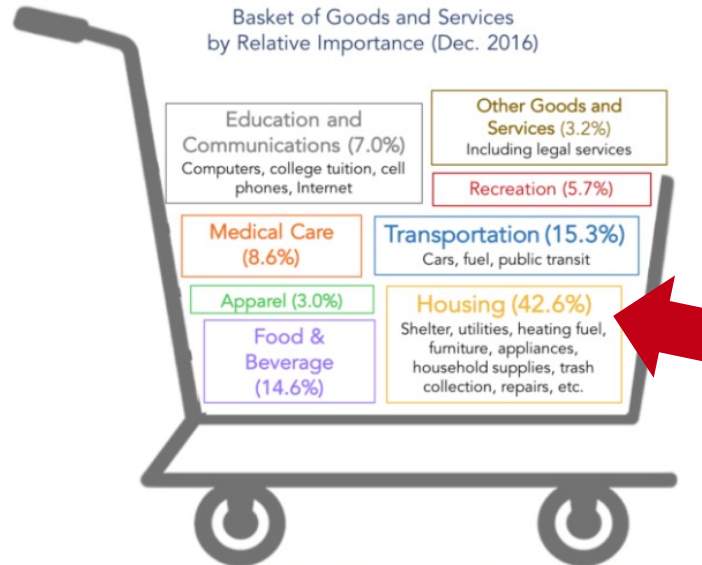 Basket of Goods and Services
by Relative Importance (Dec. 2016)
Education and
Communications (7.0%)
Computers, college tuition, cell
phones, Internet
Other Goods and
Services (3.2%)
Including legal services
Recreation (5.7%)
Medical Care
(8.6%)
Transportation (15.3%)
Cars, fuel, public transit
Apparel (3.0%)
Housing (42.6%)
Shelter, utilities, heating fuel,
furniture, appliances,
household supplies, trash
collection, repairs, etc.
Food &
Beverage
(14.6%)